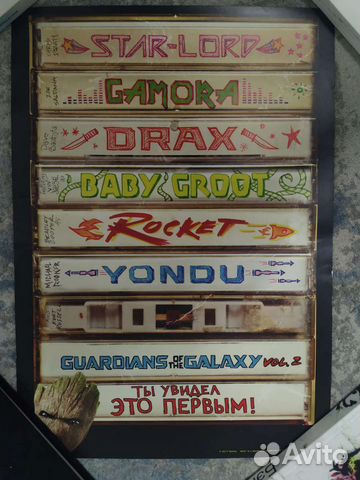 STAR-LORD
GAMORA
DRAX
BABY GROOT
ROCKET
YONDU
GUARDIANS OF THE GALAXY VOL. 2
ТЫ УВИДЕЛ
ЭТО ПЕРВЫМ!
Avito